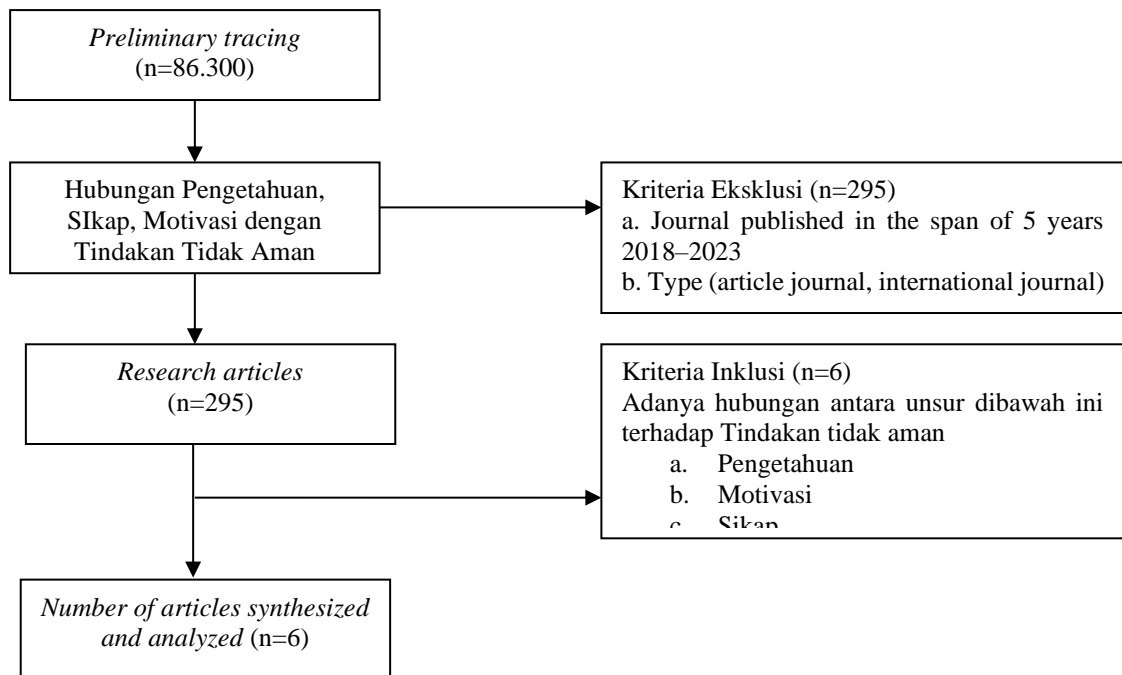 Preliminary tracing
(n=86.300)
Hubungan Pengetahuan,
SIkap, Motivasi dengan
Tindakan Tidak Aman
Kriteria Eksklusi (n=295)
a. Journal published in the span of 5 years
2018–2023
b. Type (article journal, international journal)
Research articles
(n=295)
Kriteria Inklusi (n=6)
Adanya hubungan antara unsur dibawah ini
terhadap Tindakan tidak aman
a. Pengetahuan
b. Motivasi
c. Sikap
Number of articles synthesized
and analyzed (n=6)